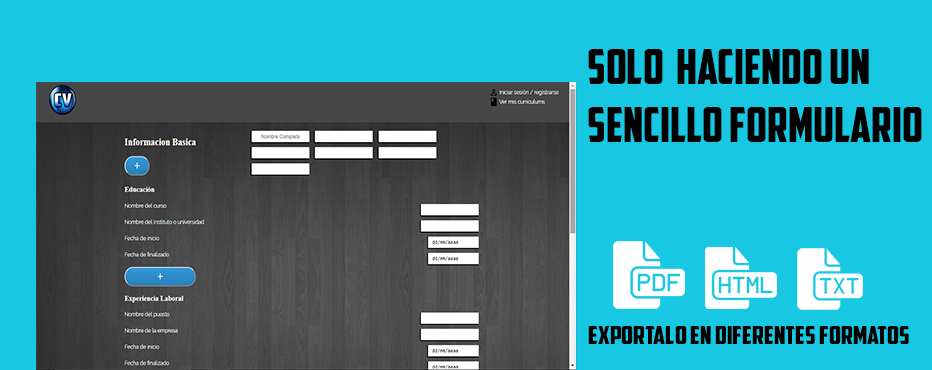 SOLO HACIENDO UN
SENCILLO FORMULARIO
CV
Iniciar sesión / registrarse
Ver mis curriculums
Informacion Basica
Nombre Completo
+
Educación
Nombre del curso
Nombre del Instituto o universidad
Fecha de inicio
dd/mm/aaaa
Fecha de finalizado
dd/mm/aaaa
+
Experiencia Laboral
Nombre del puesto
Nombre de la empresa
Fecha de inicio
dd/mm/aaaa
Fecha de finalizado
dd/mm/aaaa
PDF
HTML
TXT
EXPORTALO EN DIFERENTES FORMATOS